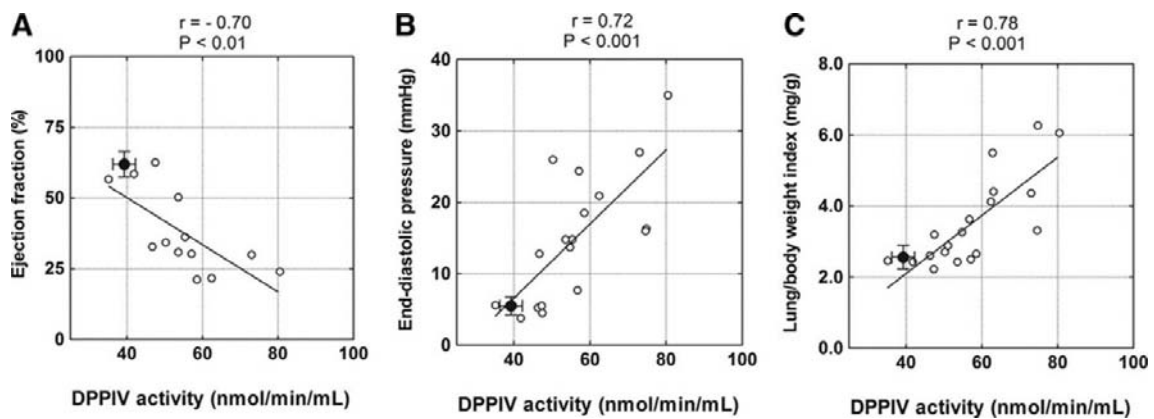 A
r = - 0.70
P < 0.01
Ejection fraction (%)
100
75
50
25
0
40 60 80 100
DPPIV activity (nmol/min/mL)
B
r = 0.72
P < 0.001
End-diastolic pressure (mmHg)
40
30
20
10
0
40 60 80 100
DPPIV activity (nmol/min/mL)
C
r = 0.78
P < 0.001
Lung/body weight index (mg/g)
8.0
6.0
4.0
2.0
0.0
40 60 80 100
DPPIV activity (nmol/min/mL)